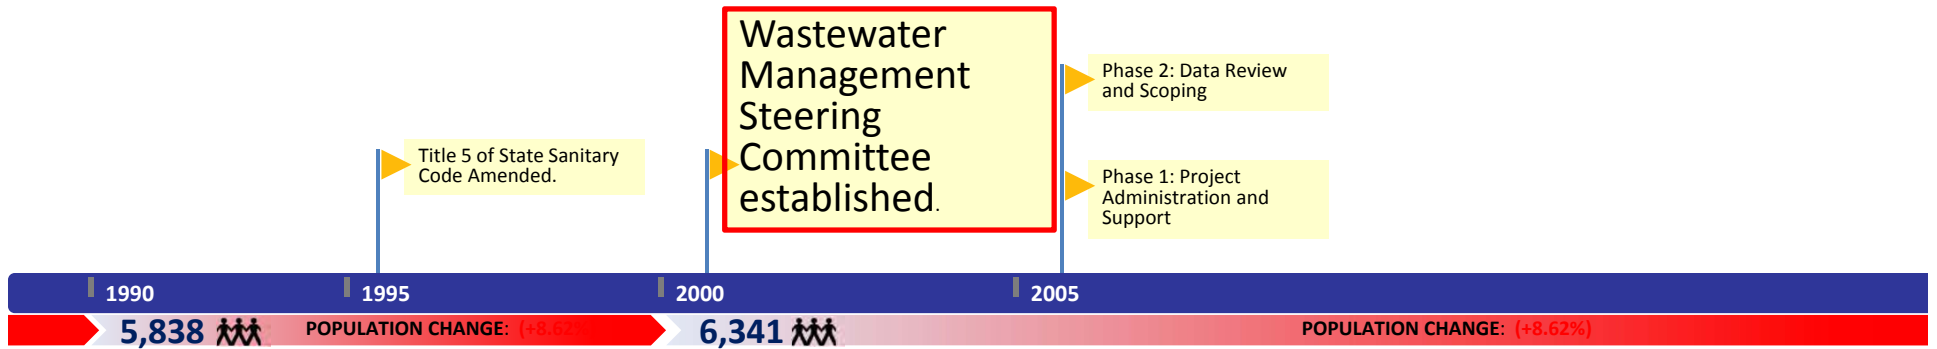 Wastewater
Management
Steering
Committee
established.
Phase 2: Data Review
and Scoping
Title 5 of State Sanitary
Code Amended.
Phase 1: Project
Administration and
Support
1990
1995
2000
2005
5,838
POPULATION CHANGE: (+8.62%)
6,341
POPULATION CHANGE: (+8.62%)